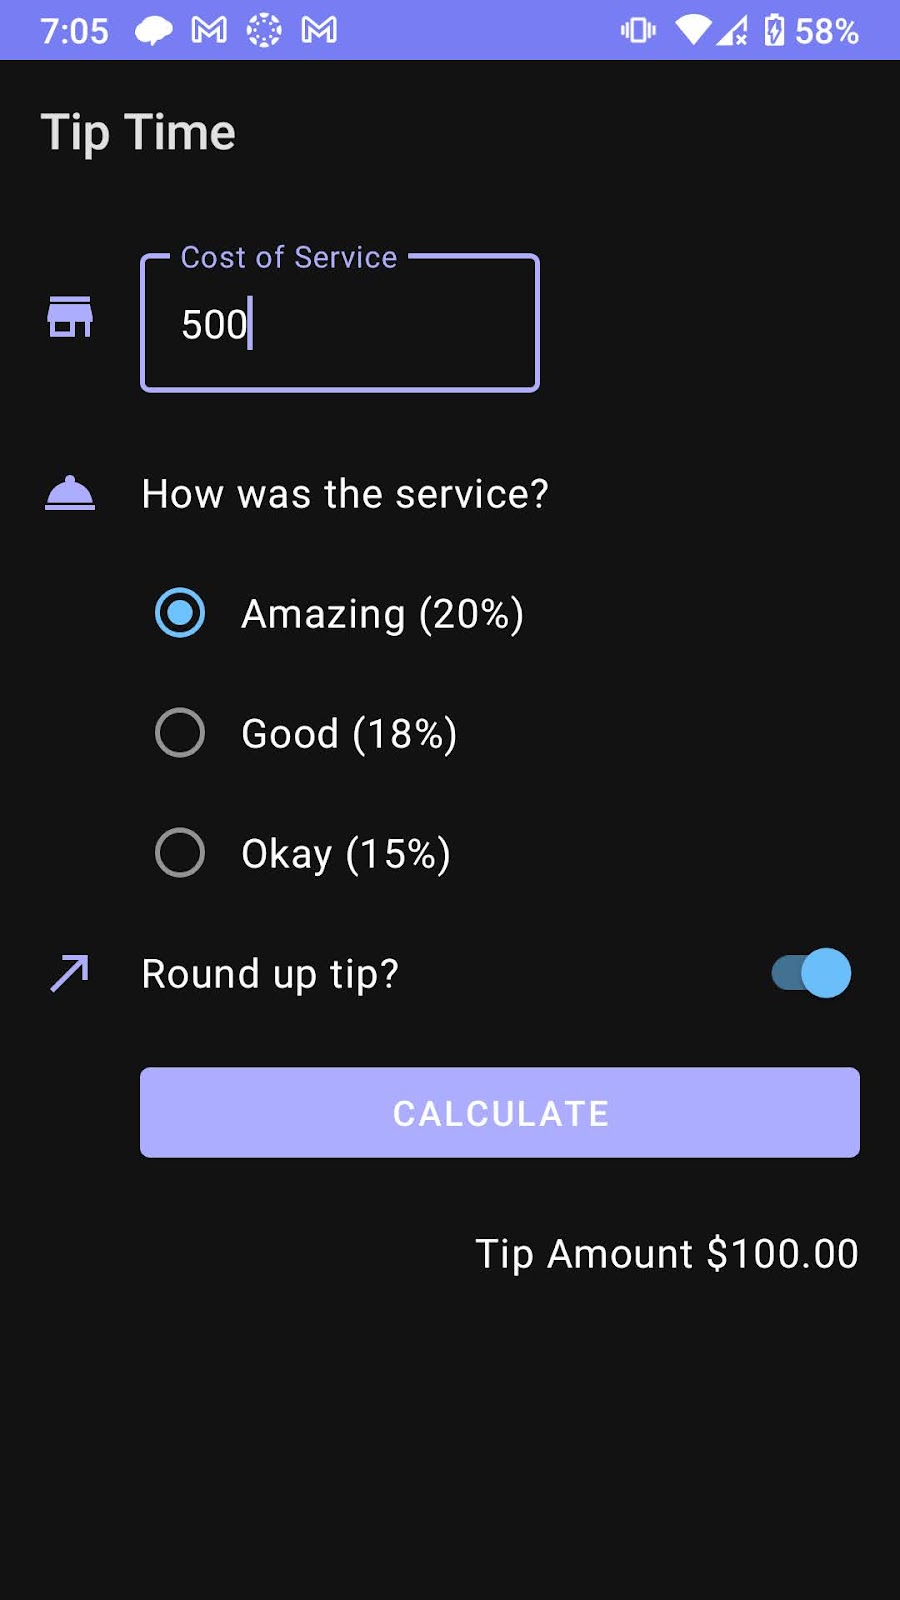 7:05 58%
Tip Time
Cost of Service
500
How was the service?
Amazing (20%)
Good (18%)
Okay (15%)
Round up tip?
CALCULATE
Tip Amount $100.00